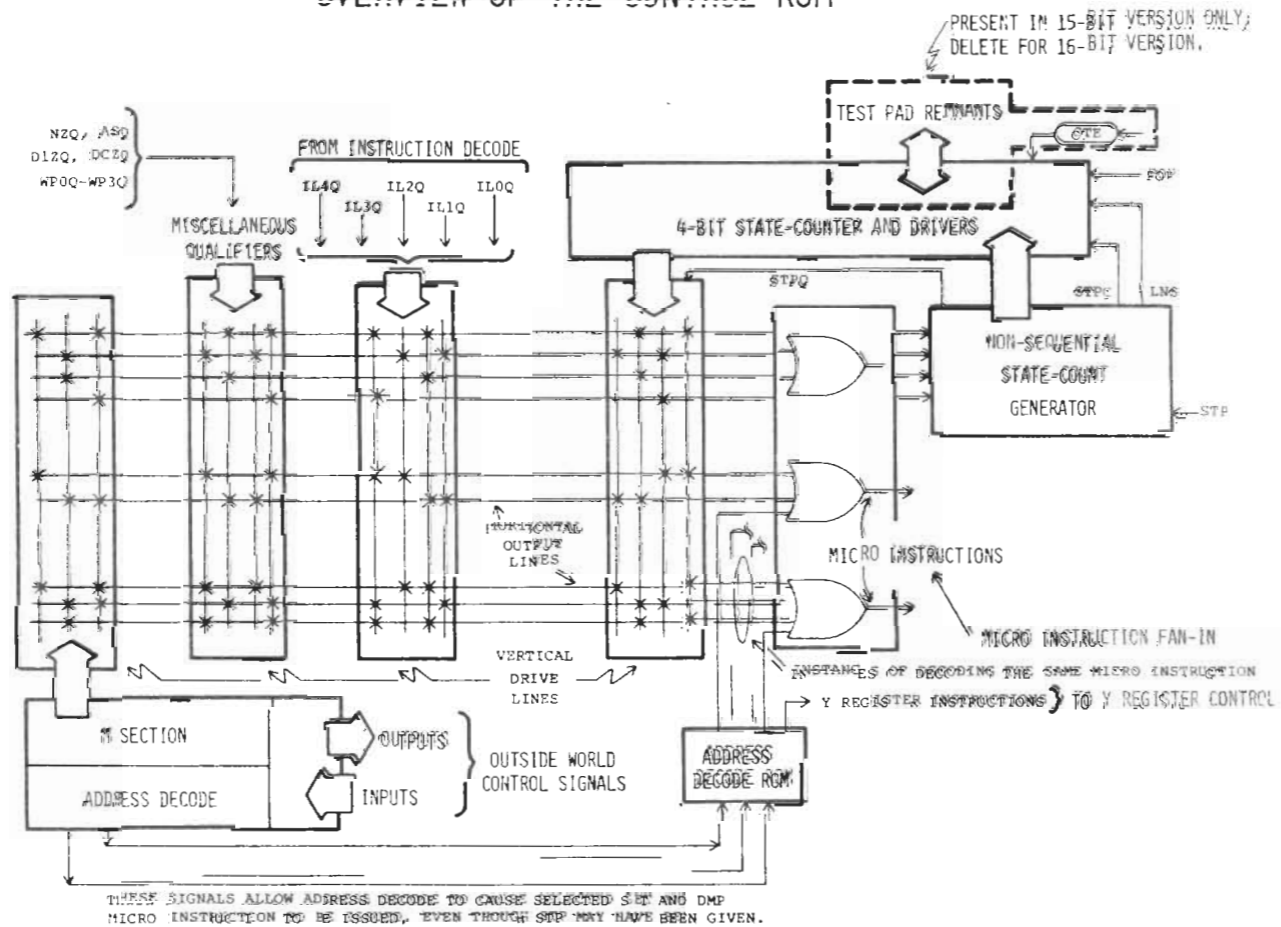 OVERVIEW OF THE CONTROL ROM
PRESENT IN 15-BIT VERSION ONLY;
DELETE FOR 16-BIT VERSION.
TEST PAD REMNANTS
NZQ, ASQ
D1ZQ, DCZQ
WP0Q-WP3Q
FROM INSTRUCTION DECODE
IL4Q
IL3Q
IL2Q
IL1Q
IL0Q
MISCELLANEOUS
QUALIFIERS
4-BIT STATE-COUNTER AND DRIVERS
STPQ
LNS
NON-SEQUENTIAL
STATE-COUNT
GENERATOR
STP
HORIZONTAL
OUTPUT
LINES
MICRO INSTRUCTIONS
MICRO INSTRUCTION FAN-IN
VERTICAL
DRIVE
LINES
INSTANCES OF DECODING THE SAME MICRO INSTRUCTION
Y REGISTER INSTRUCTIONS } TO Y REGISTER CONTROL
M SECTION
OUTPUTS
OUTSIDE WORLD
CONTROL SIGNALS
ADDRESS DECODE
INPUTS
ADDRESS
DECODE ROM
THESE SIGNALS ALLOW ADDRESS DECODE TO CAUSE SELECTED SET AND DMP
MICRO INSTRUCTION TO BE ISSUED, EVEN THOUGH STP MAY HAVE BEEN GIVEN.